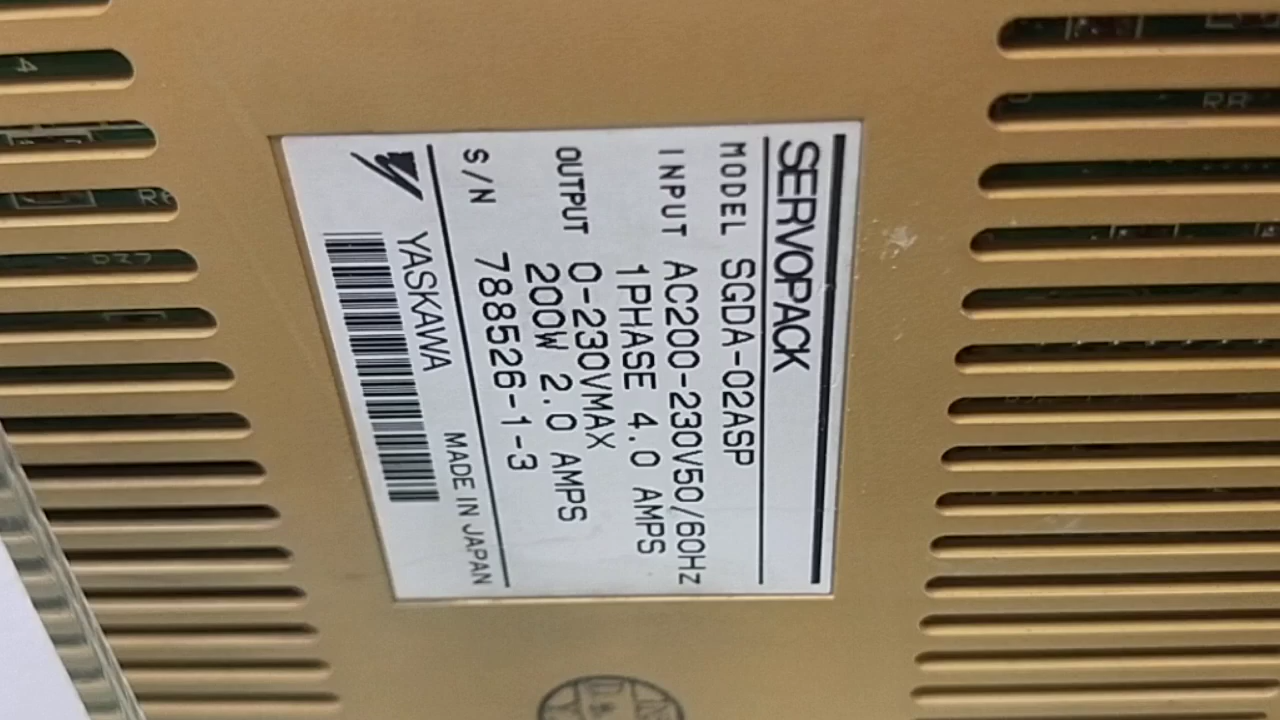 SERVOPACK
MODEL SGDA-02ASP
INPUT AC200-230V50/60Hz
1PHASE 4.0 AMPS
OUTPUT 0-230VMAX
200W 2.0 AMPS
S/N 788526-1-3
YASKAWA MADE IN JAPAN